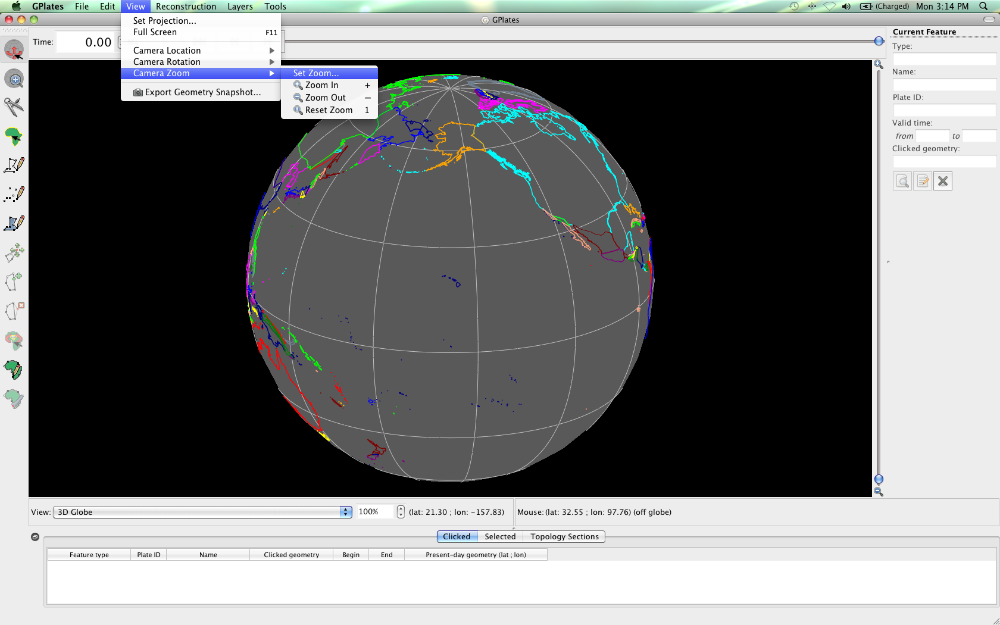 GPlates File Edit View Reconstruction Layers Tools (Charged) Mon 3:14 PM
GPlates
Set Projection...
Full Screen F11
Camera Location
Camera Rotation
Camera Zoom
Export Geometry Snapshot...
Set Zoom...
Zoom In +
Zoom Out −
Reset Zoom 1
Time: 0.00
Current Feature
Type:
Name:
Plate ID:
Valid time:
from to
Clicked geometry:
View: 3D Globe 100% (lat: 21.30 ; lon: -157.83) Mouse: (lat: 32.55 ; lon: 97.76) (off globe)
Clicked Selected Topology Sections
Feature type Plate ID Name Clicked geometry Begin End Present-day geometry (lat ; lon)